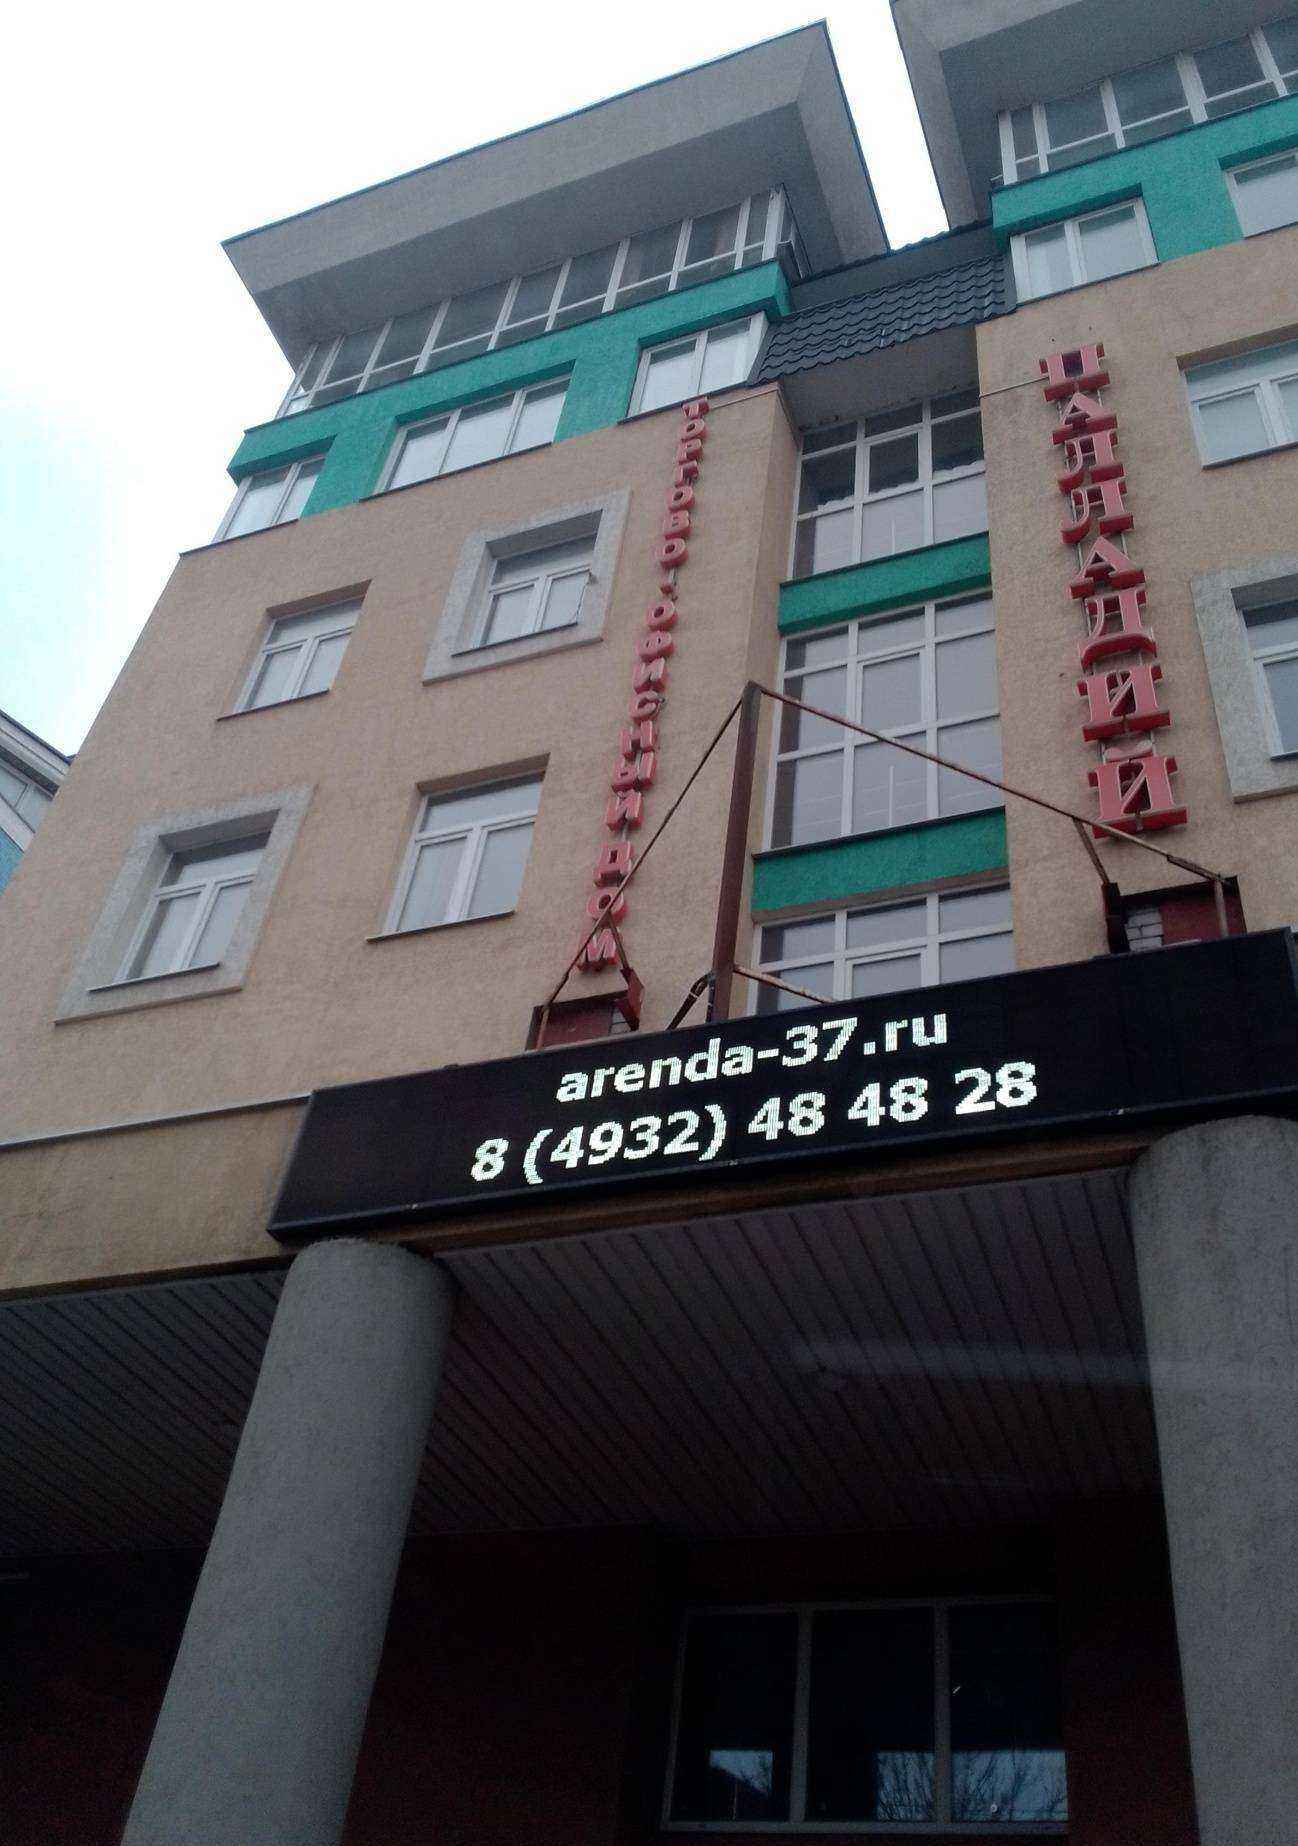 ТОРГОВО-ОФИСНЫЙ ДОМ
ПАЛЛАДИЙ
arenda-37.ru
8 (4932) 48 48 28